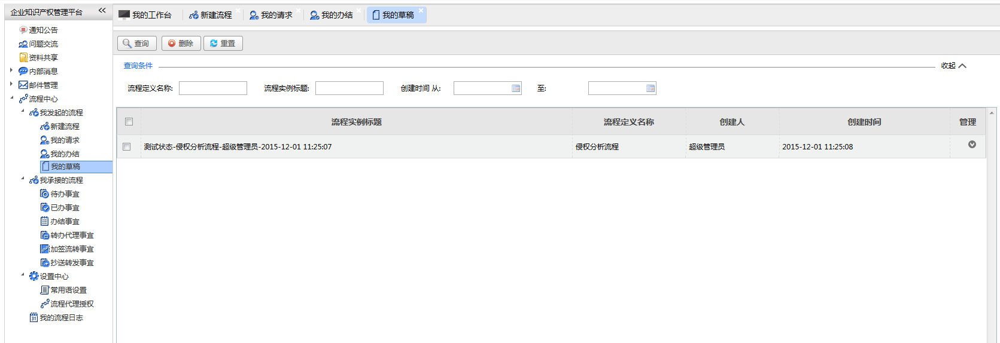 企业知识产权管理平台
通知公告
问题交流
资料共享
内部消息
邮件管理
流程中心
我发起的流程
新建流程
我的请求
我的办结
我的草稿
我承接的流程
待办事宜
已办事宜
办结事宜
转办代理事宜
加签流转事宜
抄送转发事宜
设置中心
常用语设置
流程代理授权
31 我的流程日志
我的工作台 新建流程 我的请求 我的办结 我的草稿
查询 删除 重置
查询条件 收起
流程定义名称: 流程实例标题: 创建时间 从: 至:
流程实例标题 流程定义名称 创建人 创建时间 管理
测试状态-侵权分析流程-超级管理员-2015-12-01 11:25:07 侵权分析流程 超级管理员 2015-12-01 11:25:08